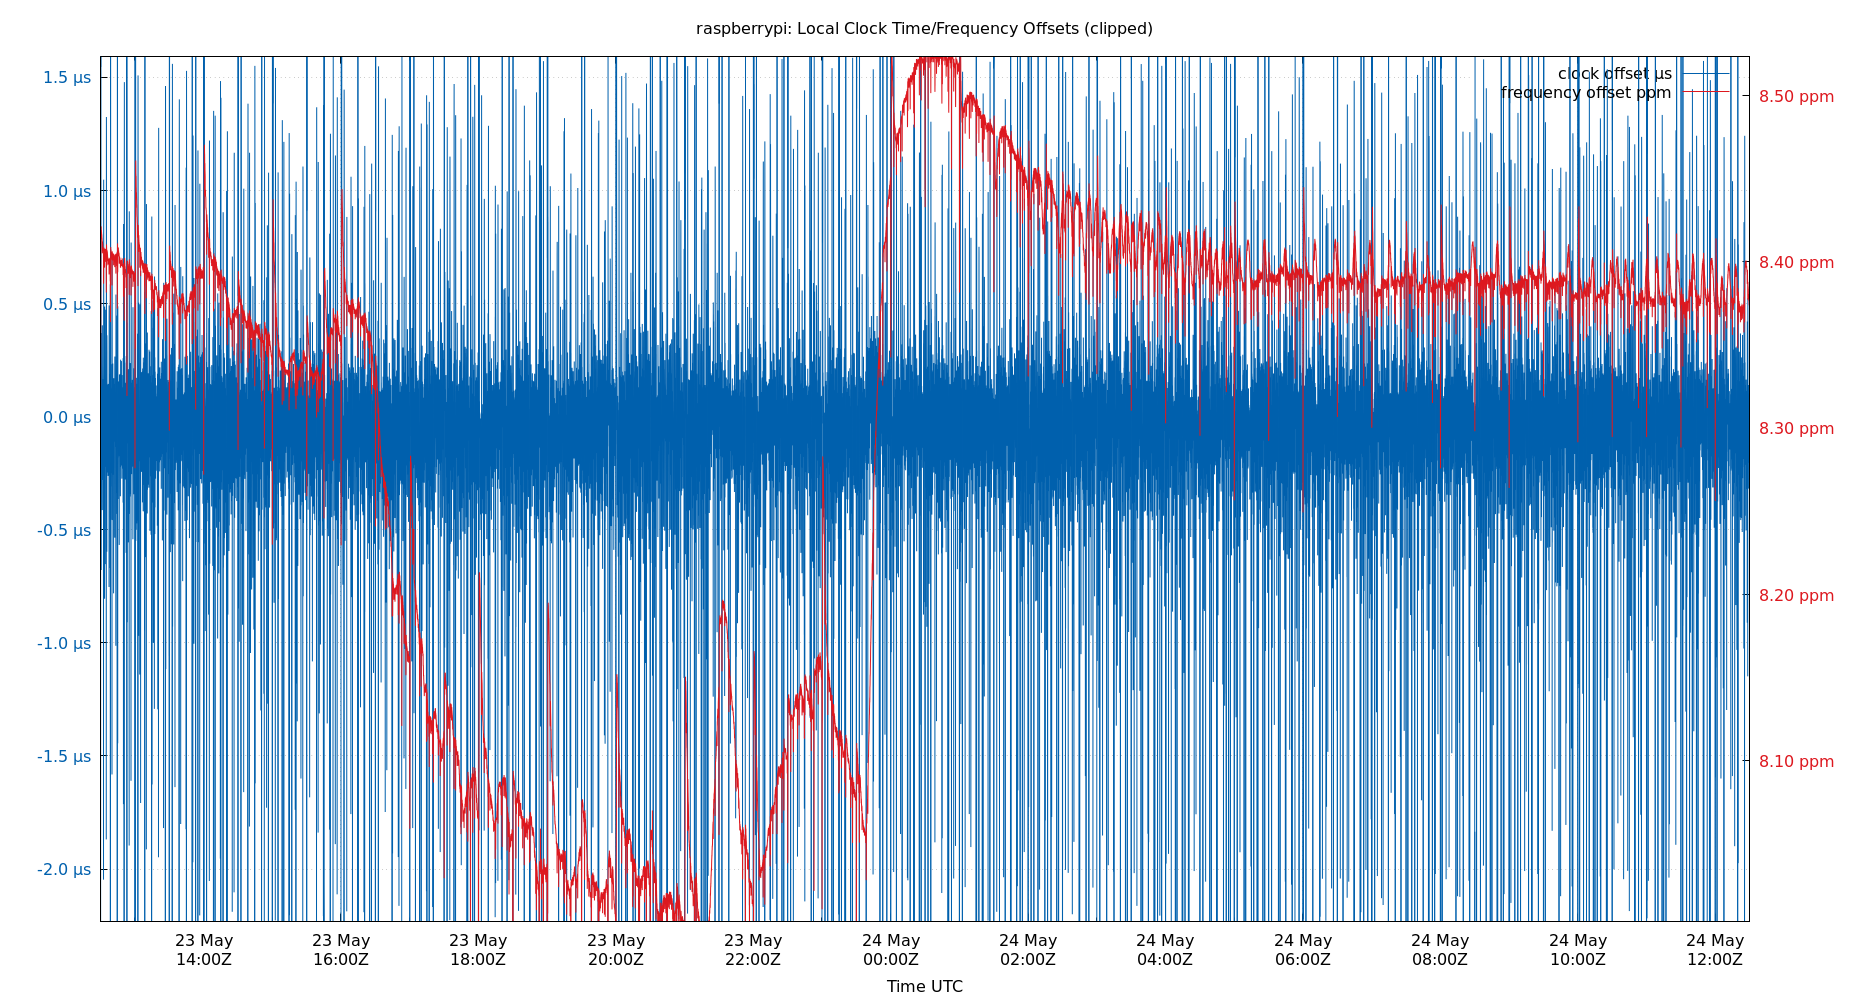 raspberrypi: Local Clock Time/Frequency Offsets (clipped)
clock offset µs
frequency offset ppm
1.5 µs
1.0 µs
0.5 µs
0.0 µs
-0.5 µs
-1.0 µs
-1.5 µs
-2.0 µs
8.50 ppm
8.40 ppm
8.30 ppm
8.20 ppm
8.10 ppm
23 May 23 May 23 May 23 May 23 May 24 May 24 May 24 May 24 May 24 May 24 May 24 May
14:00Z 16:00Z 18:00Z 20:00Z 22:00Z 00:00Z 02:00Z 04:00Z 06:00Z 08:00Z 10:00Z 12:00Z
Time UTC